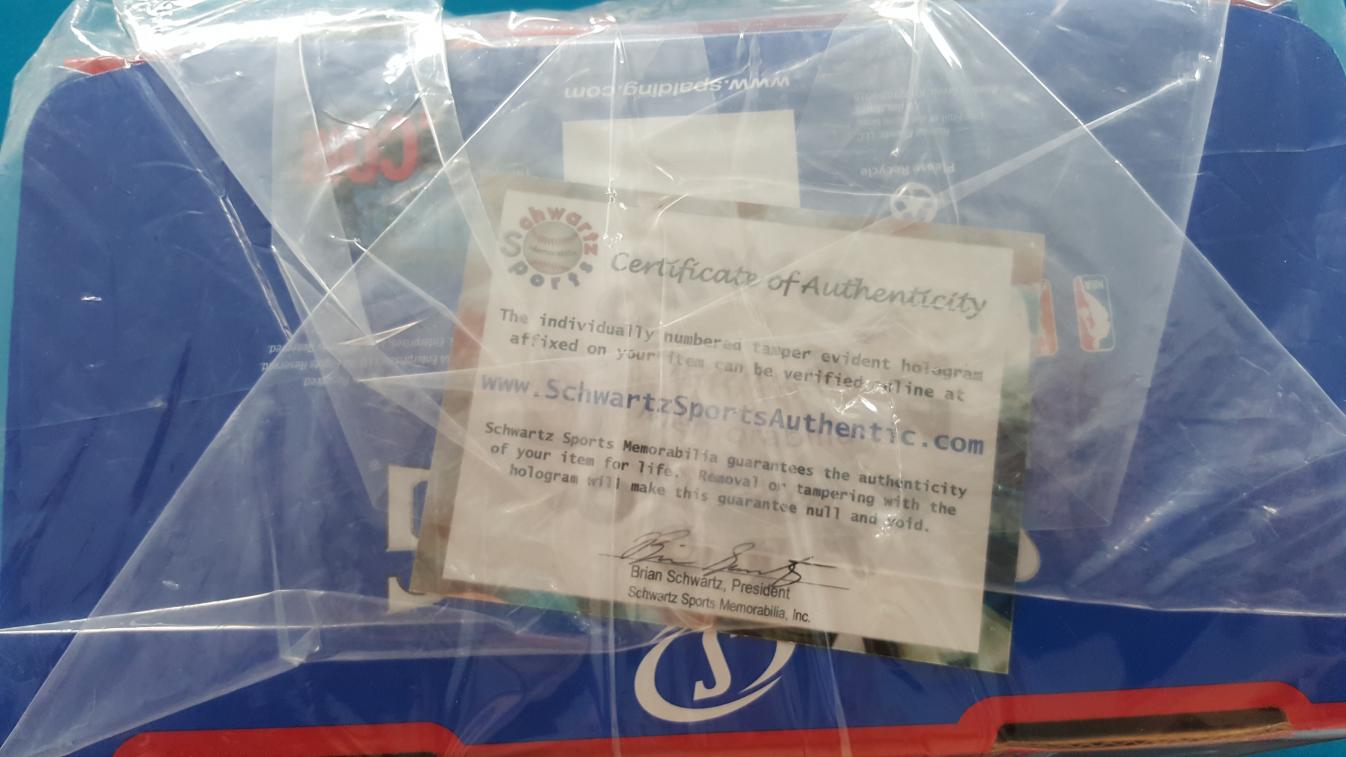 www.spalding.com
Please Recycle
NBA
Schwartz
Sports
Certificate of Authenticity
The individually numbered tamper evident hologram
affixed on your item can be verified online at
www.SchwartzSportsAuthentic.com
Schwartz Sports Memorabilia guarantees the authenticity
of your item for life. Removal or tampering with the
hologram will make this guarantee null and void.
Brian Schwartz, President
Schwartz Sports Memorabilia, Inc.